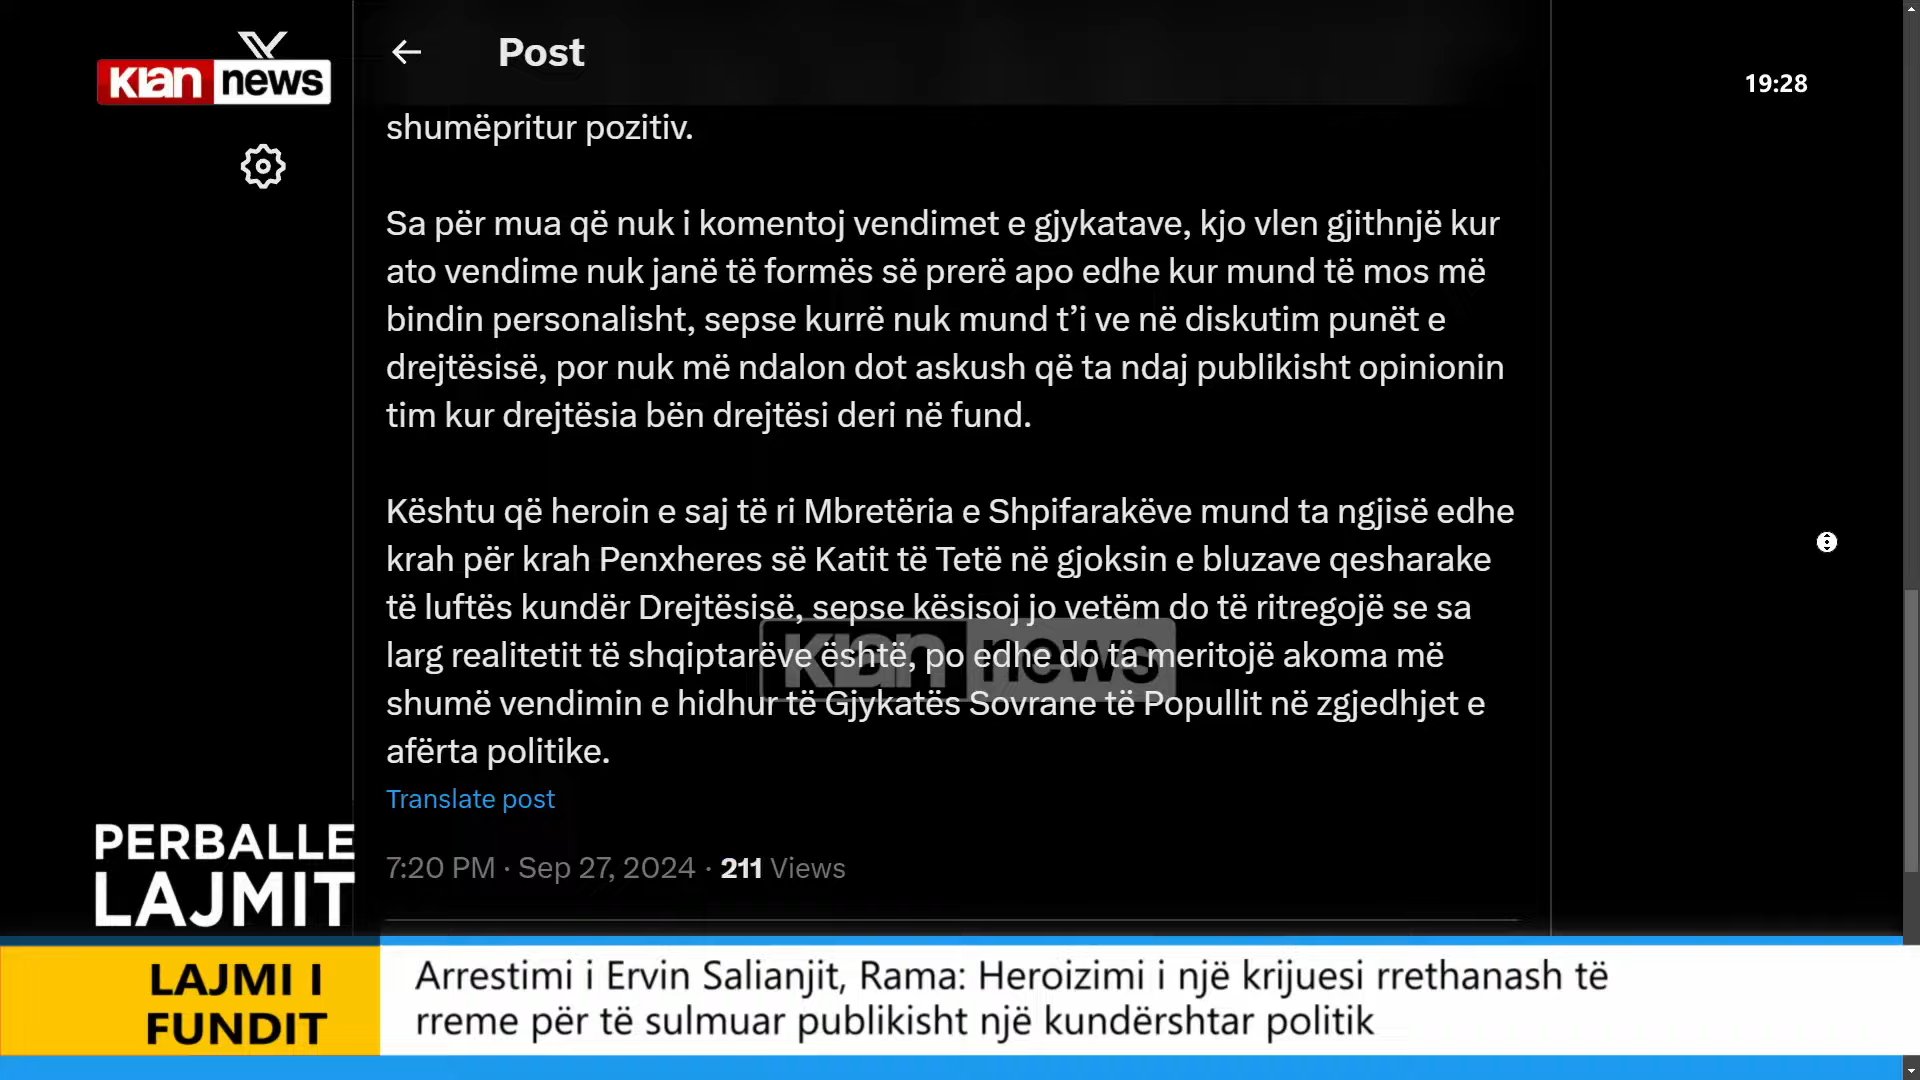 Post
klan news
19:28
shumëpritur pozitiv.
Sa për mua që nuk i komentoj vendimet e gjykatave, kjo vlen gjithnjë kur
ato vendime nuk janë të formës së prerë apo edhe kur mund të mos më
bindin personalisht, sepse kurrë nuk mund t’i ve në diskutim punët e
drejtësisë, por nuk më ndalon dot askush që ta ndaj publikisht opinionin
tim kur drejtësia bën drejtësi deri në fund.
Kështu që heroin e saj të ri Mbretëria e Shpifarakëve mund ta ngjisë edhe
krah për krah Penxheres së Katit të Tetë në gjoksin e bluzave qesharake
të luftës kundër Drejtësisë, sepse kësisoj jo vetëm do të ritregojë se sa
larg realitetit të shqiptarëve është, po edhe do ta meritojë akoma më
shumë vendimin e hidhur të Gjykatës Sovrane të Popullit në zgjedhjet e
afërta politike.
klan news
Translate post
7:20 PM · Sep 27, 2024 · 211 Views
PERBALLE
LAJMIT
LAJMI I
FUNDIT
Arrestimi i Ervin Salianjit, Rama: Heroizimi i një krijuesi rrethanash të
rreme për të sulmuar publikisht një kundërshtar politik